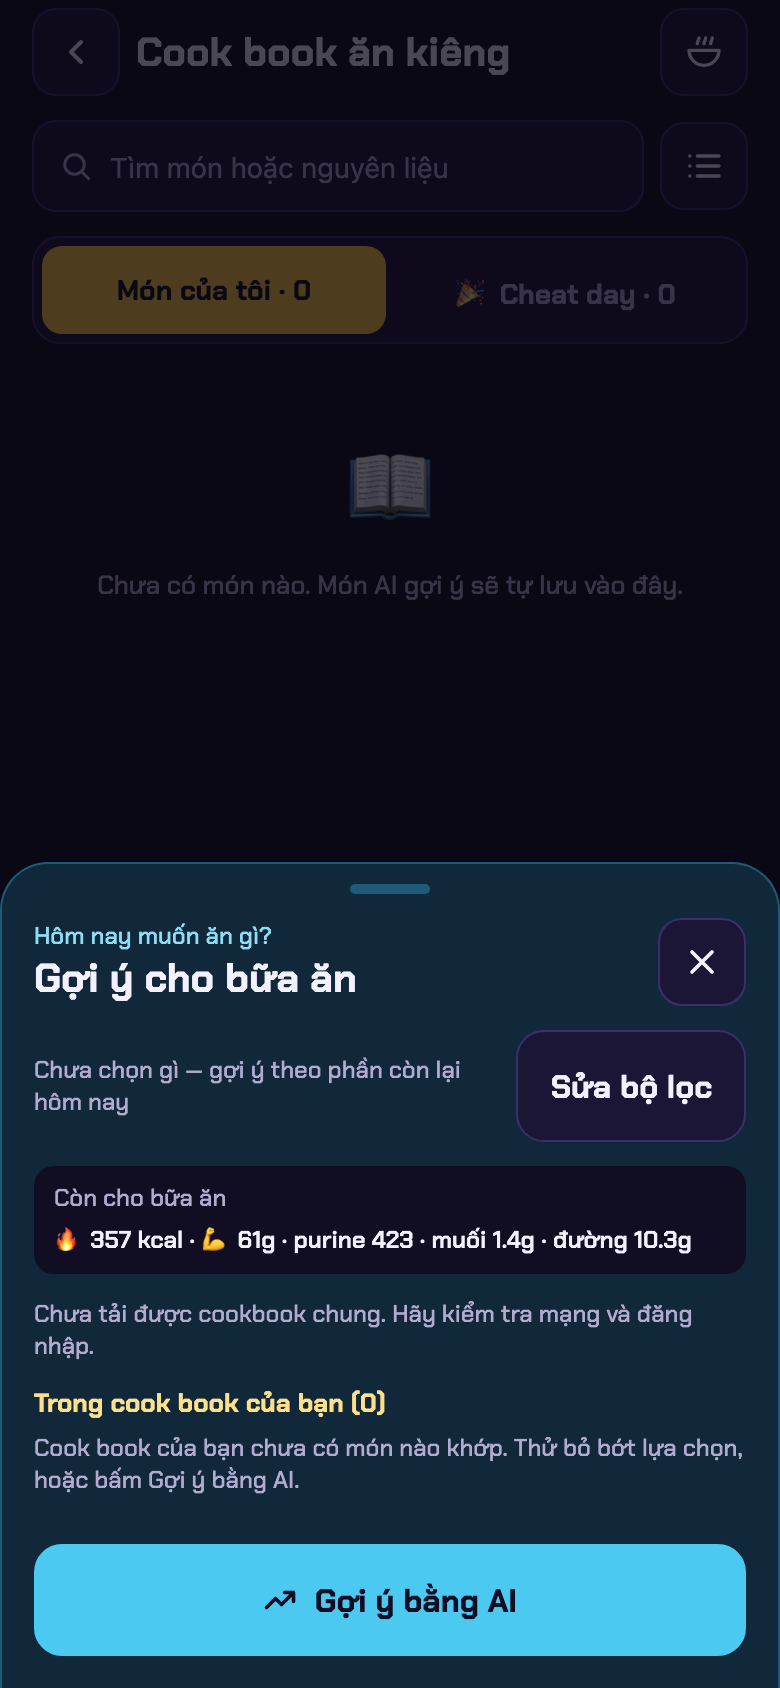 Cook book ăn kiêng
Tìm món hoặc nguyên liệu
Món của tôi · 0
Cheat day · 0
Chưa có món nào. Món AI gợi ý sẽ tự lưu vào đây.
Hôm nay muốn ăn gì?
Gợi ý cho bữa ăn
Chưa chọn gì — gợi ý theo phần còn lại
hôm nay
Sửa bộ lọc
Còn cho bữa ăn
🔥 357 kcal · 💪 61g · purine 423 · muối 1.4g · đường 10.3g
Chưa tải được cookbook chung. Hãy kiểm tra mạng và đăng
nhập.
Trong cook book của bạn (0)
Cook book của bạn chưa có món nào khớp. Thử bỏ bớt lựa chọn,
hoặc bấm Gợi ý bằng AI.
Gợi ý bằng AI